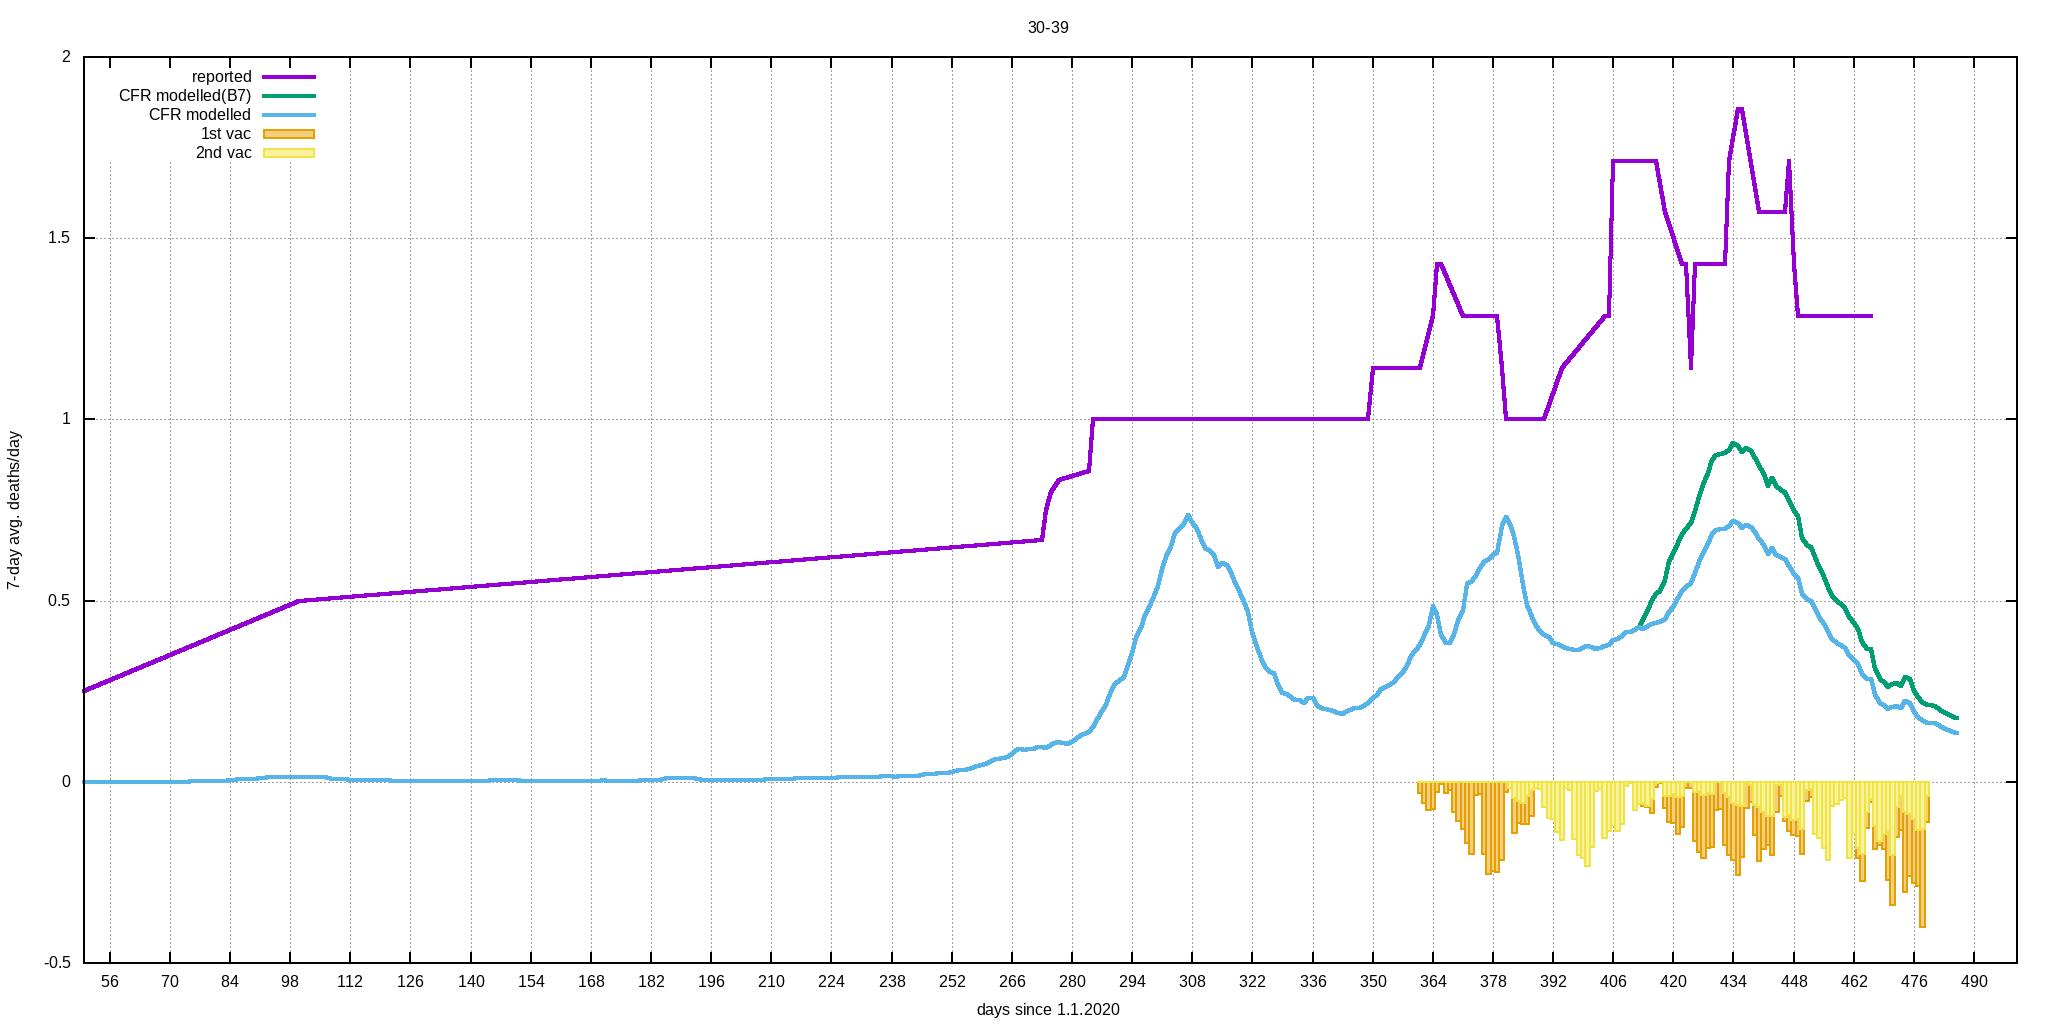 30-39
reported
CFR modelled(B7)
CFR modelled
1st vac
2nd vac
7-day avg. deaths/day
2
1.5
1
0.5
0
-0.5
56 70 84 98 112 126 140 154 168 182 196 210 224 238 252 266 280 294 308 322 336 350 364 378 392 406 420 434 448 462 476 490
days since 1.1.2020